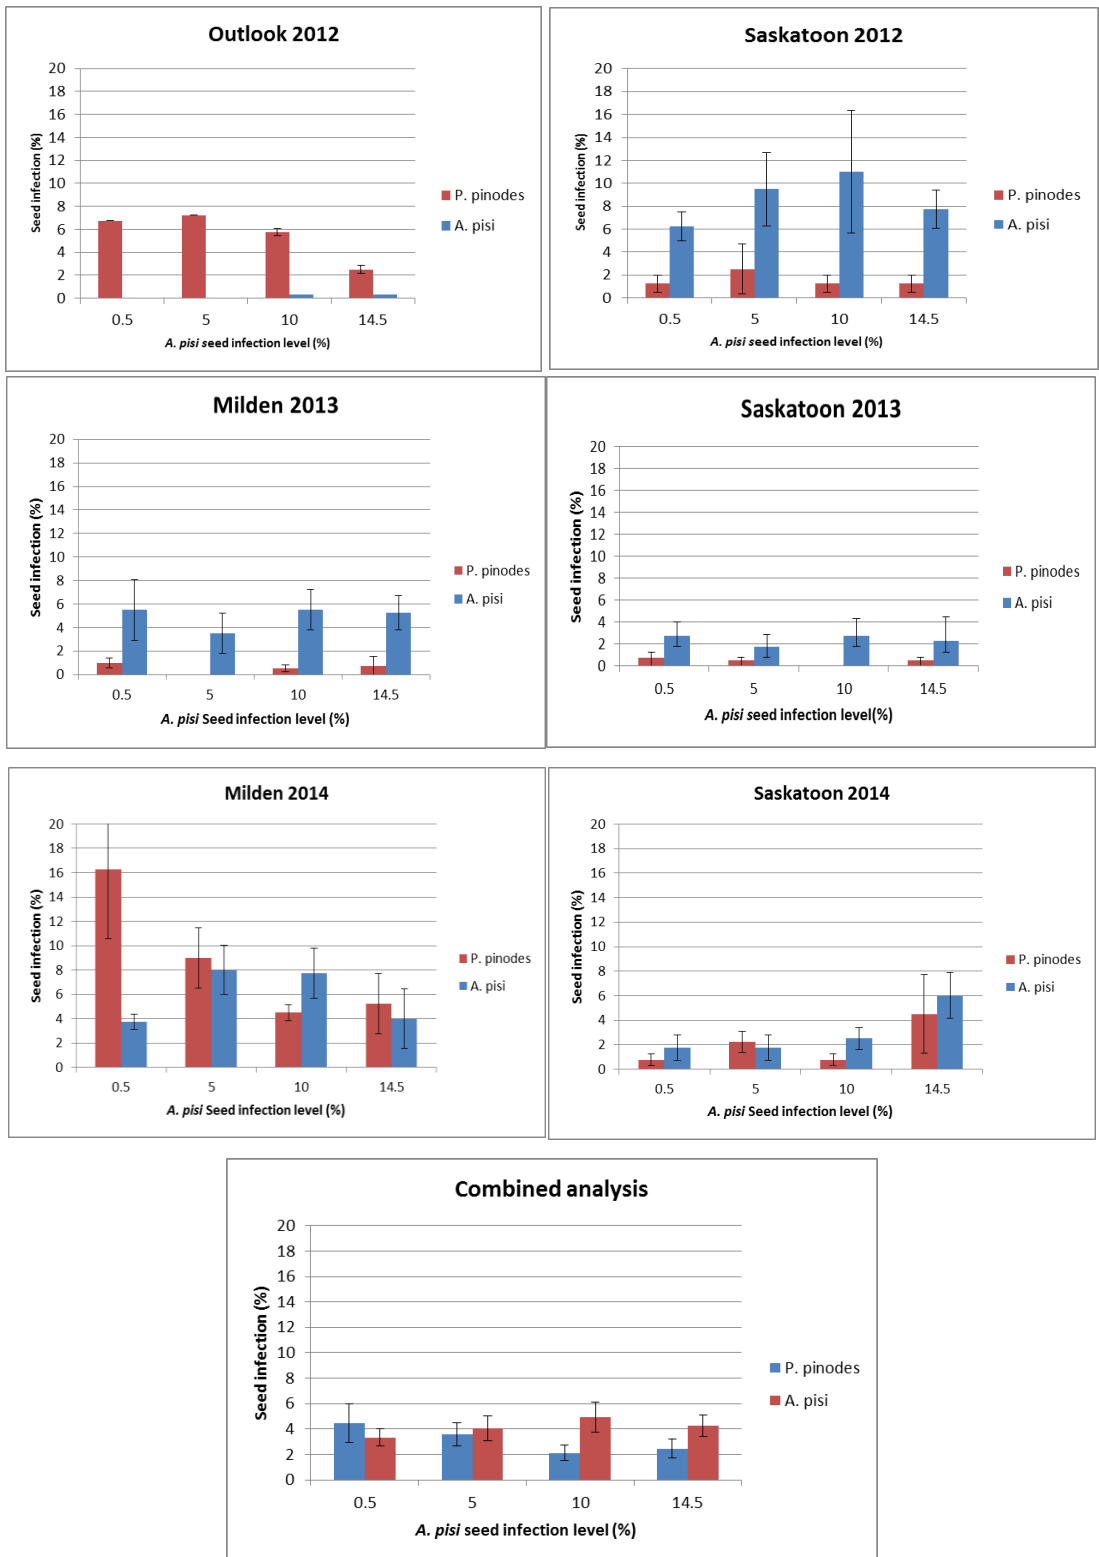 Outlook 2012
Seed infection (%)
20
18
16
14
12
10
8
6
4
2
0
0.5 5 10 14.5
A. pisi seed infection level (%)
P. pinodes
A. pisi
Saskatoon 2012
Seed infection (%)
20
18
16
14
12
10
8
6
4
2
0
0.5 5 10 14.5
A. pisi seed infection level (%)
P. pinodes
A. pisi
Milden 2013
Seed infection (%)
20
18
16
14
12
10
8
6
4
2
0
0.5 5 10 14.5
A. pisi Seed infection level (%)
P. pinodes
A. pisi
Saskatoon 2013
Seed infection (%)
20
18
16
14
12
10
8
6
4
2
0
0.5 5 10 14.5
A. pisi seed infection level(%)
P. pinodes
A. pisi
Milden 2014
Seed infection (%)
20
18
16
14
12
10
8
6
4
2
0
0.5 5 10 14.5
A. pisi Seed infection level (%)
P. pinodes
A. pisi
Saskatoon 2014
Seed infection (%)
20
18
16
14
12
10
8
6
4
2
0
0.5 5 10 14.5
A. pisi seed infection level (%)
P. pinodes
A. pisi
Combined analysis
Seed infection (%)
20
18
16
14
12
10
8
6
4
2
0
0.5 5 10 14.5
A. pisi seed infection level (%)
P. pinodes
A. pisi